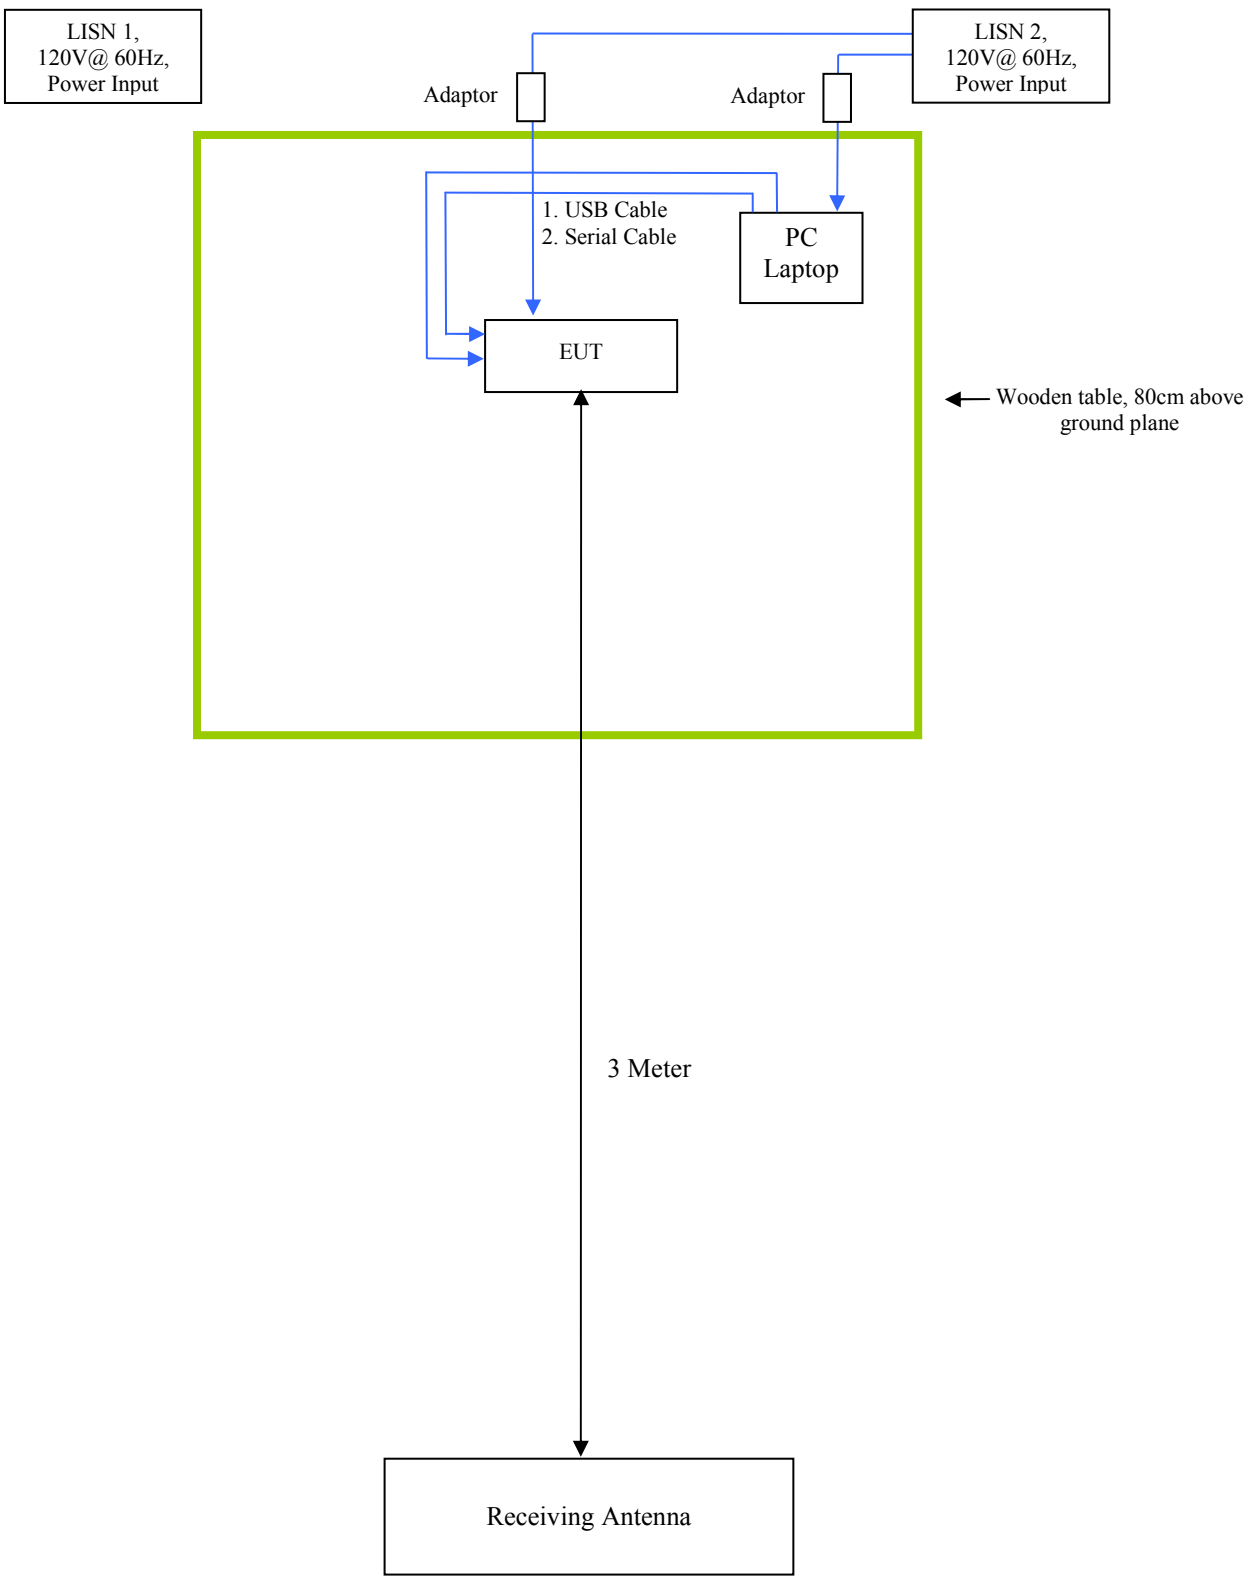 LISN 1,
120V@ 60Hz,
Power Input
LISN 2,
120V@ 60Hz,
Power Input
Adaptor
Adaptor
1. USB Cable
2. Serial Cable
PC
Laptop
EUT
Wooden table, 80cm above
ground plane
3 Meter
Receiving Antenna